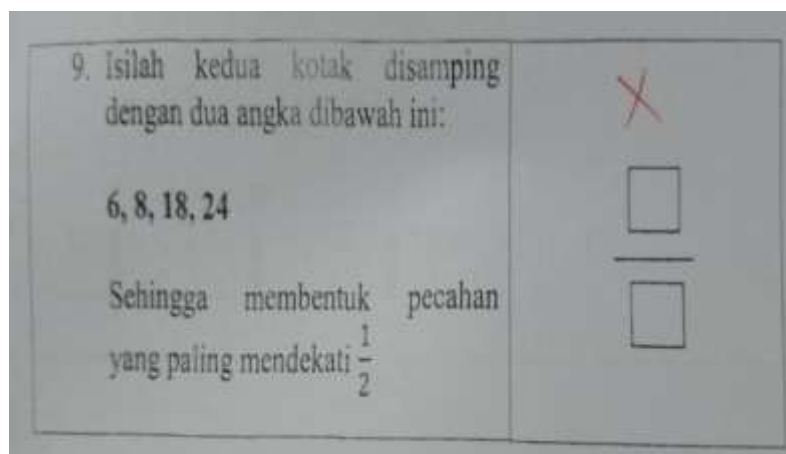 9. Isilah kedua kotak disamping
dengan dua angka dibawah ini:
6, 8, 18, 24
Sehingga membentuk pecahan
yang paling mendekati 1/2